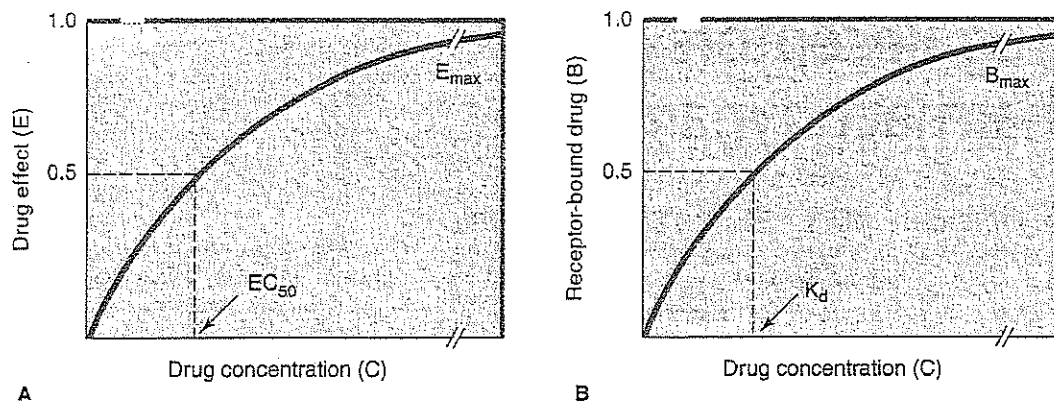 1.0
E_max
Drug effect (E)
0.5
EC_50
Drug concentration (C)
A
1.0
B_max
Receptor-bound drug (B)
0.5
K_d
Drug concentration (C)
B